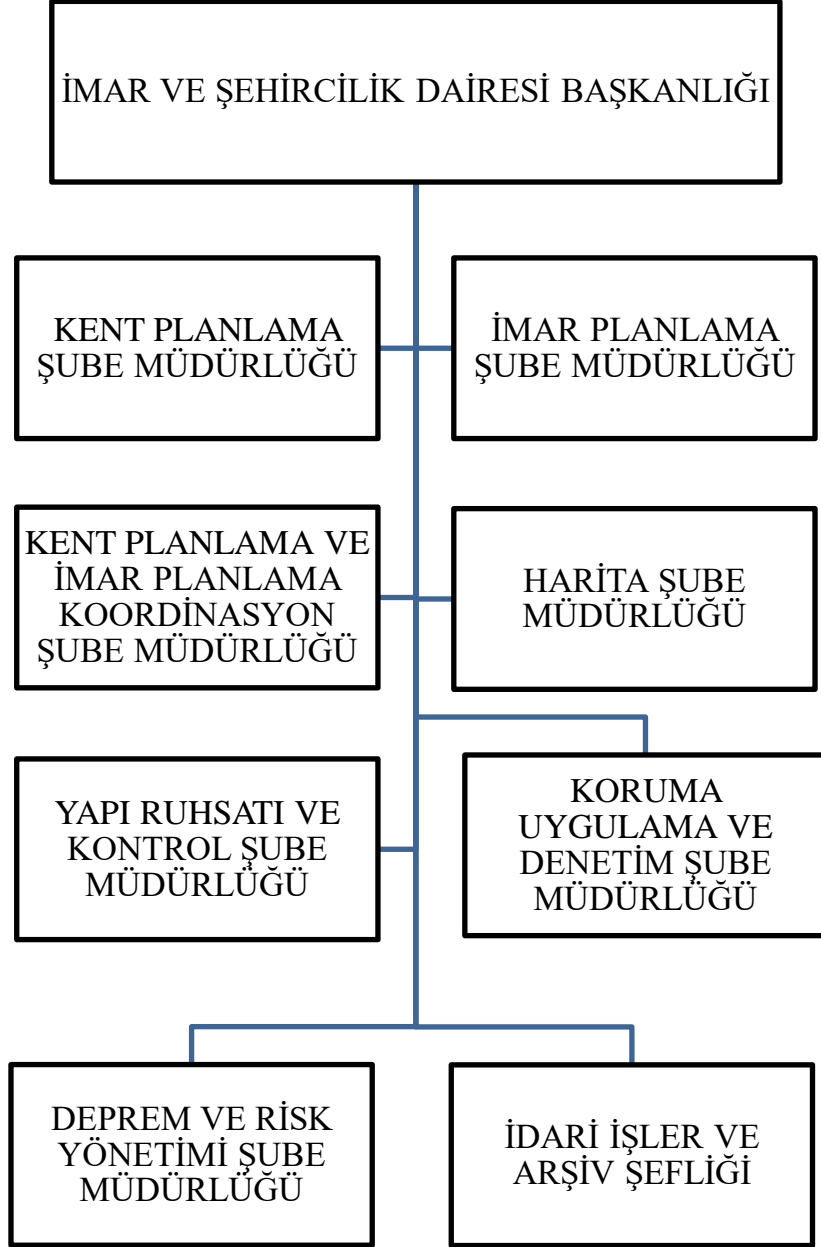 İMAR VE ŞEHİRCİLİK DAİRESİ BAŞKANLIĞI
KENT PLANLAMA
ŞUBE MÜDÜRLÜĞÜ
İMAR PLANLAMA
ŞUBE MÜDÜRLÜĞÜ
KENT PLANLAMA VE
İMAR PLANLAMA
KOORDİNASYON
ŞUBE MÜDÜRLÜĞÜ
HARİTA ŞUBE
MÜDÜRLÜĞÜ
YAPI RUHSATI VE
KONTROL ŞUBE
MÜDÜRLÜĞÜ
KORUMA
UYGULAMA VE
DENETİM ŞUBE
MÜDÜRLÜĞÜ
DEPREM VE RİSK
YÖNETİMİ ŞUBE
MÜDÜRLÜĞÜ
İDARİ İŞLER VE
ARŞİV ŞEFLİĞİ